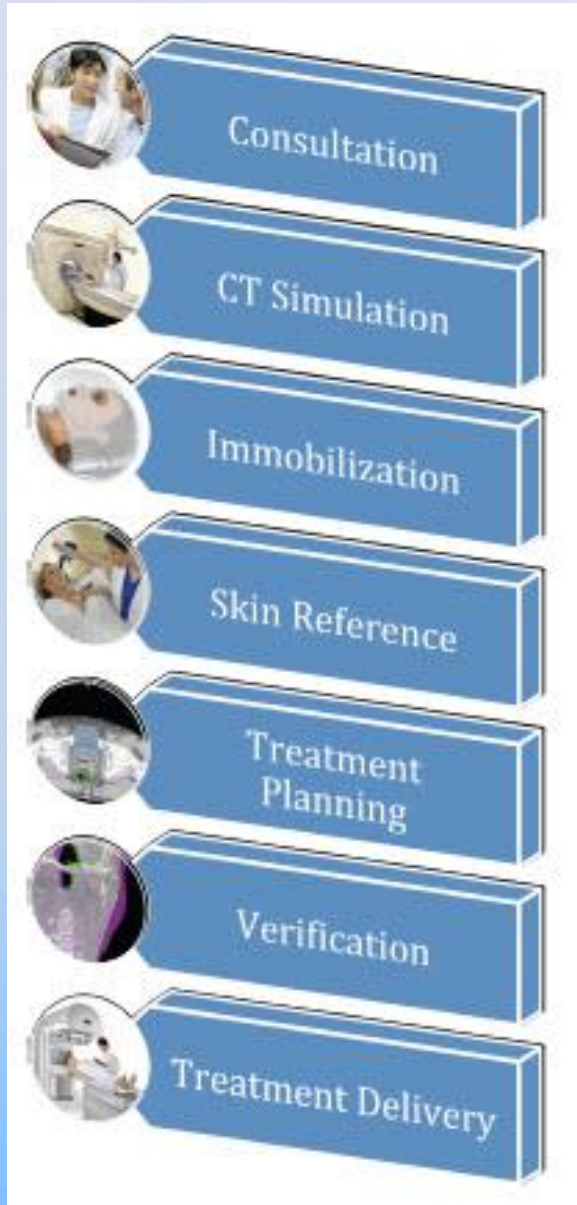 Consultation
CT Simulation
Immobilization
Skin Reference
Treatment
Planning
Verification
Treatment Delivery